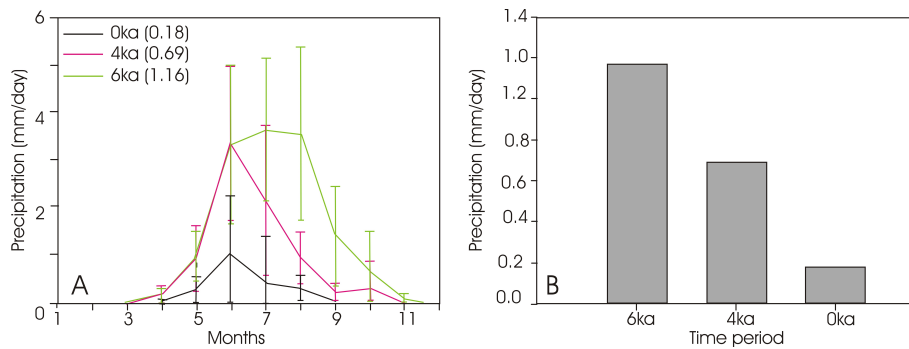 6
4
2
0
Precipitation (mm/day)
0ka (0.18)
4ka (0.69)
6ka (1.16)
A
1 3 5 7 9 11
Months
1.4
1.0
1.2
0.8
0.6
0.4
0.2
0.0
Precipitation (mm/day)
B
6ka 4ka 0ka
Time period